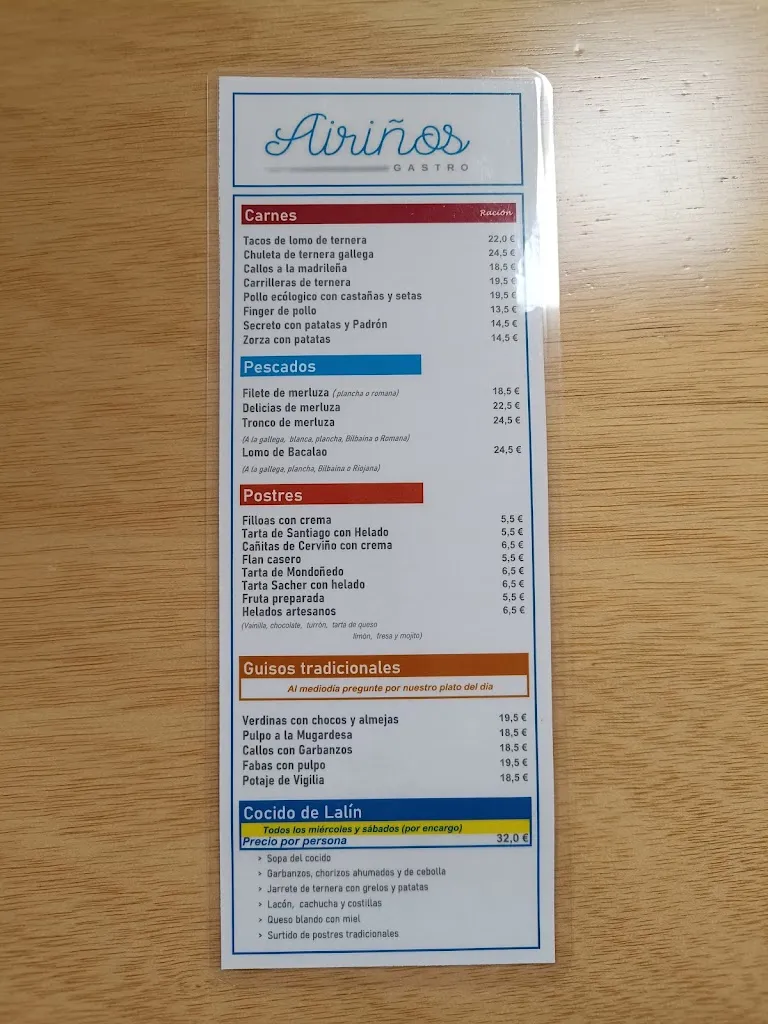 Airiños
GASTRO
Carnes Ración
Tacos de lomo de ternera 22,0 €
Chuleta de ternera gallega 24,5 €
Callos a la madrileña 18,5 €
Carrilleras de ternera 19,5 €
Pollo ecólogico con castañas y setas 19,5 €
Finger de pollo 13,5 €
Secreto con patatas y Padrón 14,5 €
Zorza con patatas 14,5 €
Pescados
Filete de merluza ( plancha o romana) 18,5 €
Delicias de merluza 22,5 €
Tronco de merluza 24,5 €
(A la gallega, blanca, plancha, Bilbaina o Romana)
Lomo de Bacalao 24,5 €
(A la gallega, plancha, Bilbaina o Riojana)
Postres
Filloas con crema 5,5 €
Tarta de Santiago con Helado 5,5 €
Cañitas de Cerviño con crema 6,5 €
Flan casero 5,5 €
Tarta de Mondoñedo 6,5 €
Tarta Sacher con helado 6,5 €
Fruta preparada 5,5 €
Helados artesanos 6,5 €
(Vainilla, chocolate, turrón, tarta de queso
limón, fresa y mojito)
Guisos tradicionales
Al mediodía pregunte por nuestro plato del día
Verdinas con chocos y almejas 19,5 €
Pulpo a la Mugardesa 18,5 €
Callos con Garbanzos 18,5 €
Fabas con pulpo 19,5 €
Potaje de Vigilia 18,5 €
Cocido de Lalín
Todos los miércoles y sábados (por encargo)
Precio por persona 32,0 €
> Sopa del cocido
> Garbanzos, chorizos ahumados y de cebolla
> Jarrete de ternera con grelos y patatas
> Lacón, cachucha y costillas
> Queso blando con miel
> Surtido de postres tradicionales